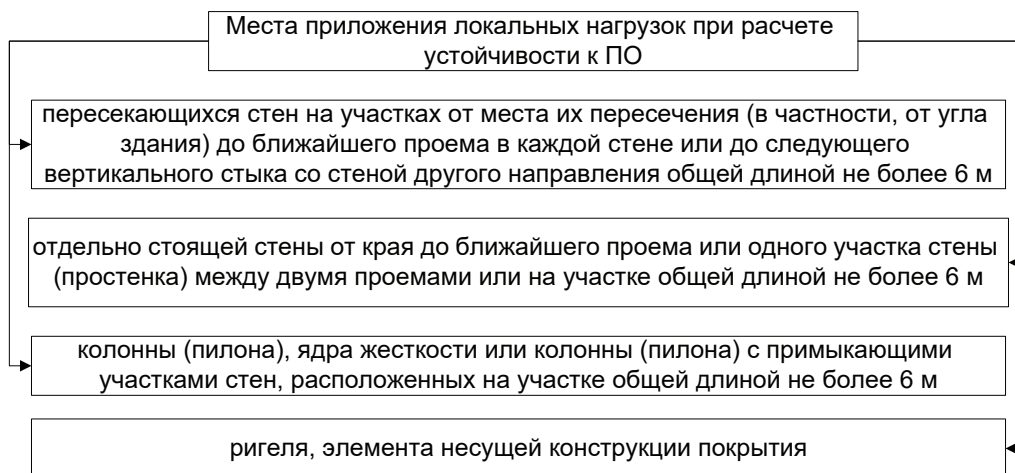 Места приложения локальных нагрузок при расчете
устойчивости к ПО
пересекающихся стен на участках от места их пересечения (в частности, от угла
здания) до ближайшего проема в каждой стене или до следующего
вертикального стыка со стеной другого направления общей длиной не более 6 м
отдельно стоящей стены от края до ближайшего проема или одного участка стены
(простенка) между двумя проемами или на участке общей длиной не более 6 м
колонны (пилона), ядра жесткости или колонны (пилона) с примыкающими
участками стен, расположенных на участке общей длиной не более 6 м
ригеля, элемента несущей конструкции покрытия